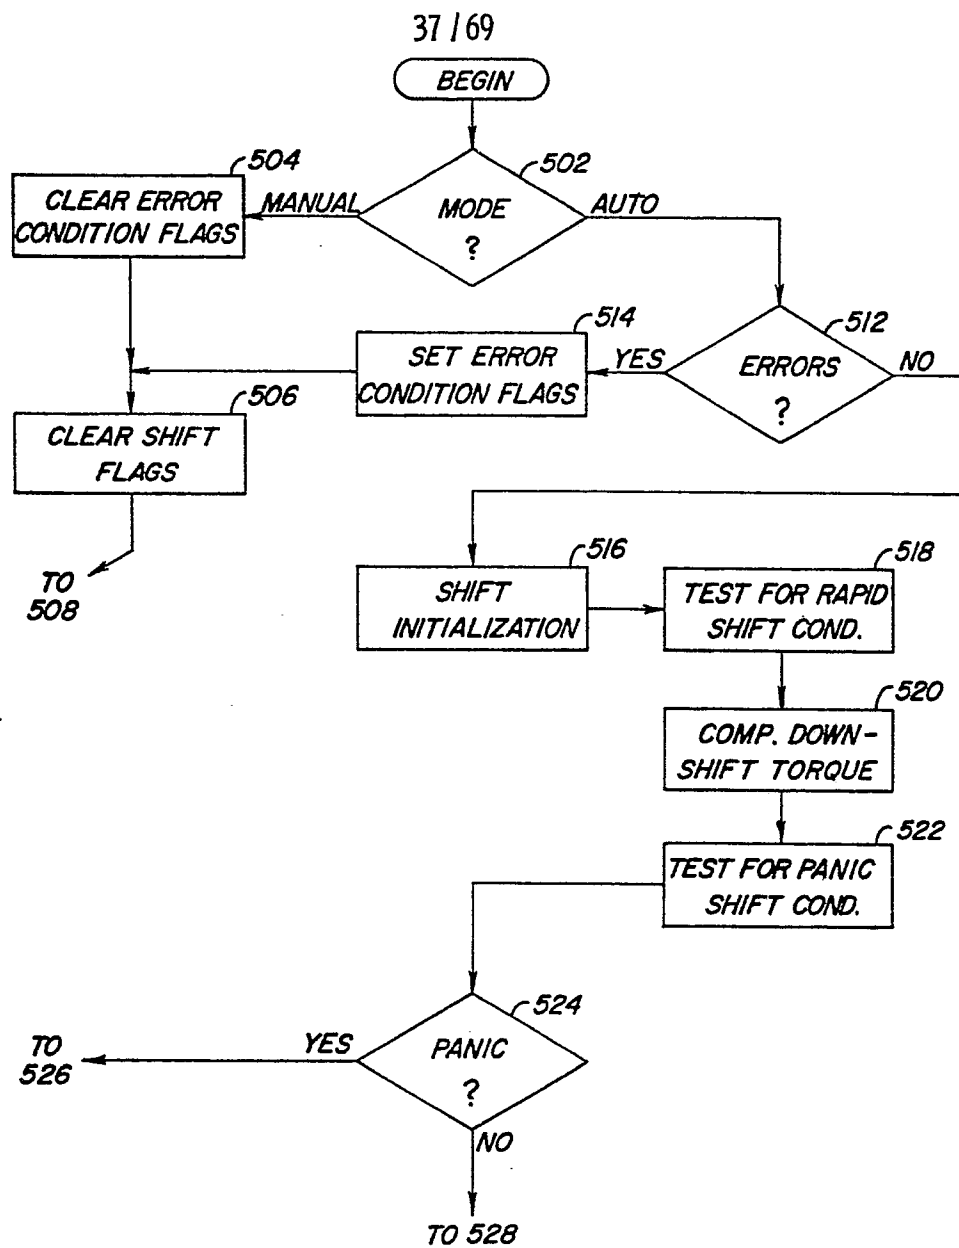 37/69
BEGIN
504
502
CLEAR ERROR
CONDITION FLAGS
MANUAL
MODE
?
AUTO
514
512
SET ERROR
CONDITION FLAGS
YES
ERRORS
?
NO
506
CLEAR SHIFT
FLAGS
TO
508
516
SHIFT
INITIALIZATION
518
TEST FOR RAPID
SHIFT COND.
520
COMP. DOWN-
SHIFT TORQUE
522
TEST FOR PANIC
SHIFT COND.
524
PANIC
?
YES
TO
526
NO
TO 528